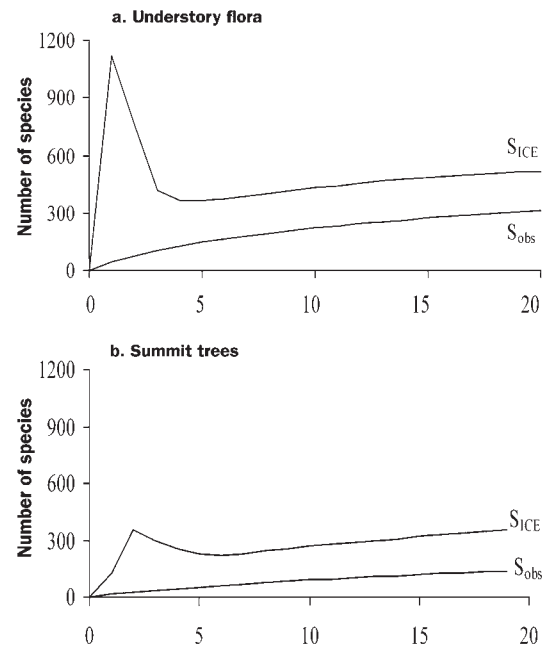 a. Understory flora
1200
900
600
300
0
Number of species
S_ICE
S_obs
0 5 10 15 20
b. Summit trees
1200
900
600
300
0
Number of species
S_ICE
S_obs
0 5 10 15 20